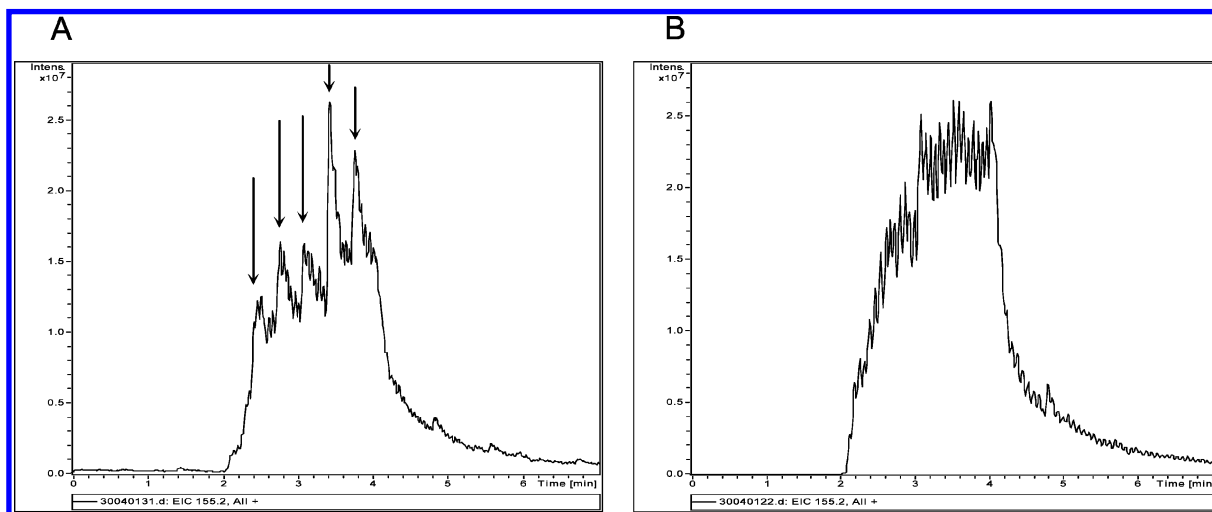 A
Intens.
x10⁷
2.5
2.0
1.5
1.0
0.5
0.0
0 1 2 3 4 5 6 Time [min]
30040131.d: EIC 155.2, All +
B
Intens.
x10⁷
2.5
2.0
1.5
1.0
0.5
0.0
0 1 2 3 4 5 6 Time [min]
30040122.d: EIC 155.2, All +